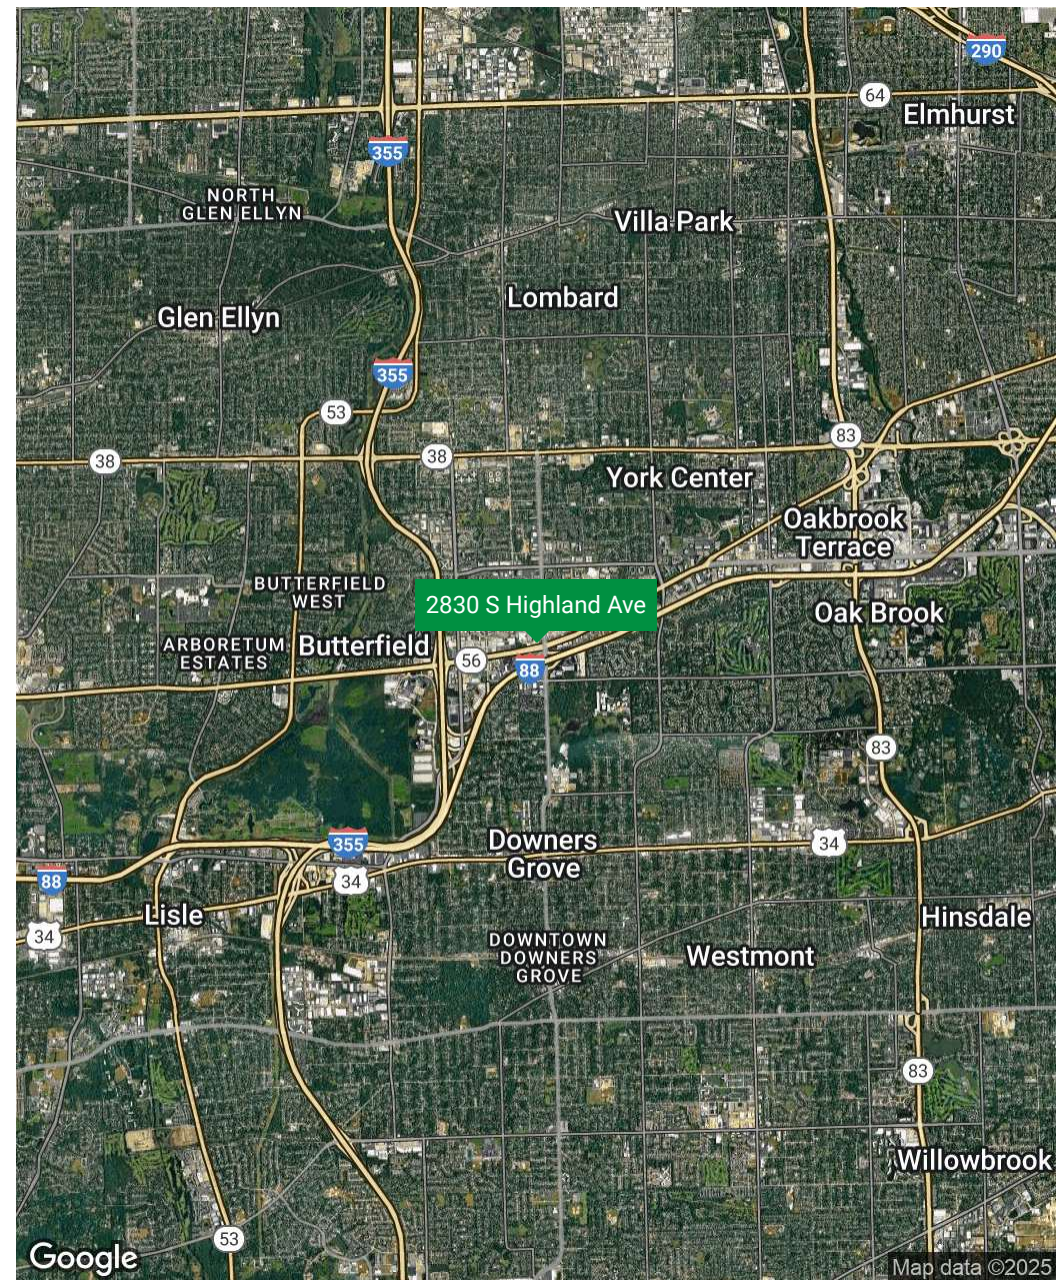 290
64
Elmhurst
355
NORTH
GLEN ELLYN
Villa Park
Lombard
Glen Ellyn
355
53
83
38
38
York Center
Oakbrook
Terrace
BUTTERFIELD
WEST
2830 S Highland Ave
Oak Brook
ARBORETUM
ESTATES
Butterfield
56
88
83
355
Downers
Grove
34
88
34
Lisle
34
Hinsdale
DOWNTOWN
DOWNERS
GROVE
Westmont
83
Willowbrook
53
Google
Map data ©2025